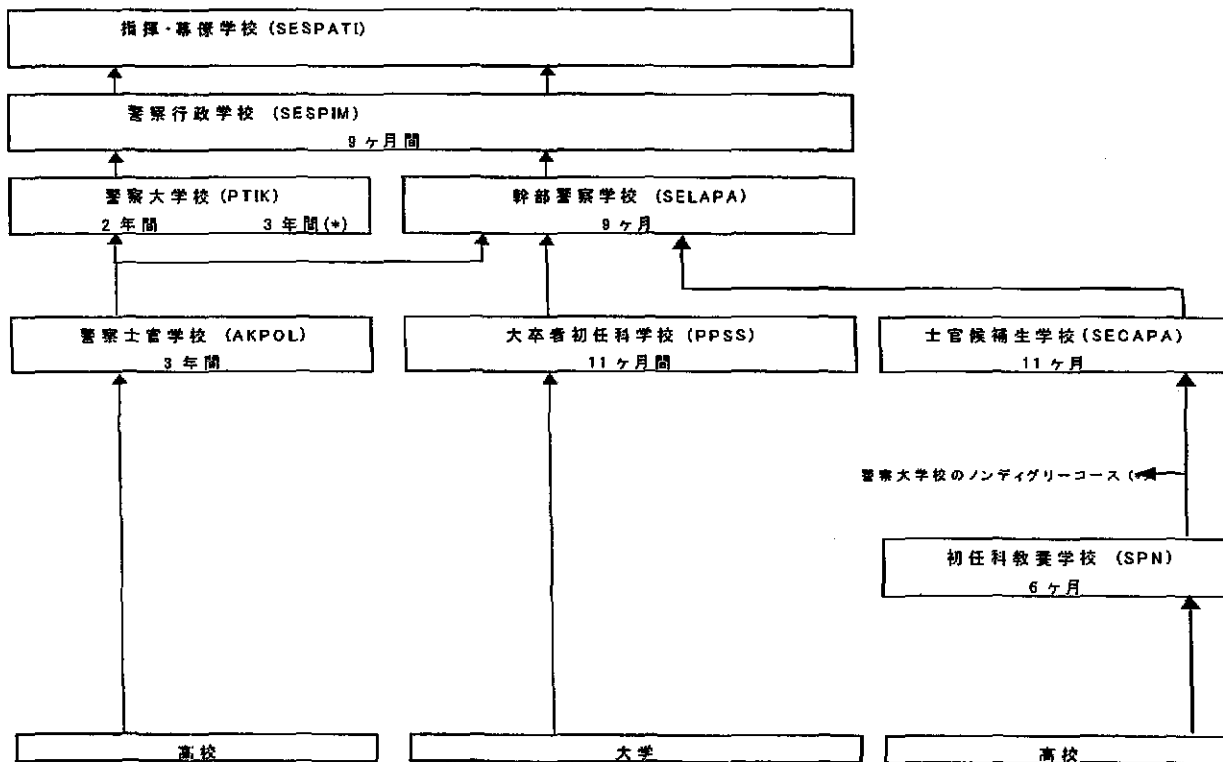 指揮・幕僚学校 (SESPATI)
警察行政学校 (SESPIM)
9 ヶ月間
警察大学校 (PTIK)
2 年間 3 年間 (*)
幹部警察学校 (SELAPA)
9 ヶ月
警察士官学校 (AKPOL)
3 年間
大卒者初任科学校 (PPSS)
11 ヶ月間
士官候補生学校 (SECAPA)
11 ヶ月
警察大学校のノンディグリーコース (
初任科教養学校 (SPN)
6 ヶ月
高校
大学
高校